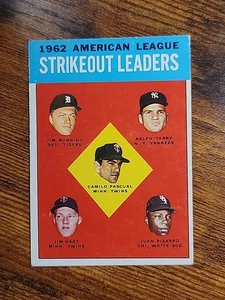 1962 AMERICAN LEAGUE
STRIKEOUT LEADERS
JIM BUNNING
DET. TIGERS
RALPH TERRY
N. Y. YANKEES
CAMILO PASCUAL
MINN. TWINS
JIM KAAT
MINN. TWINS
JUAN PIZARRO
CHI. WHITE SOX